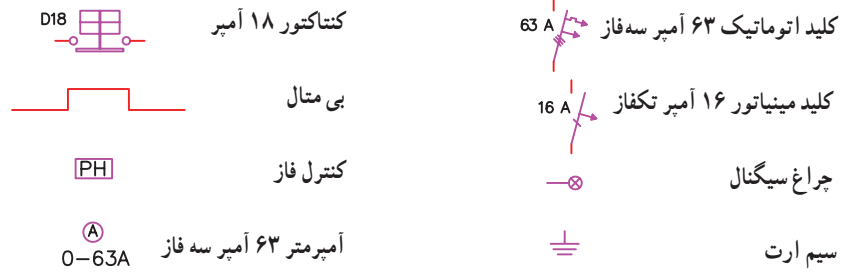 کلید اتوماتیک ۶۳ آمپر سه‌فاز
63 A
کنتاکتور ۱۸ آمپر
D18
کلید مینیاتور ۱۶ آمپر تکفاز
16 A
بی متال
چراغ سیگنال
کنترل فاز
PH
سیم ارت
آمپرمتر ۶۳ آمپر سه فاز
A
0-63A